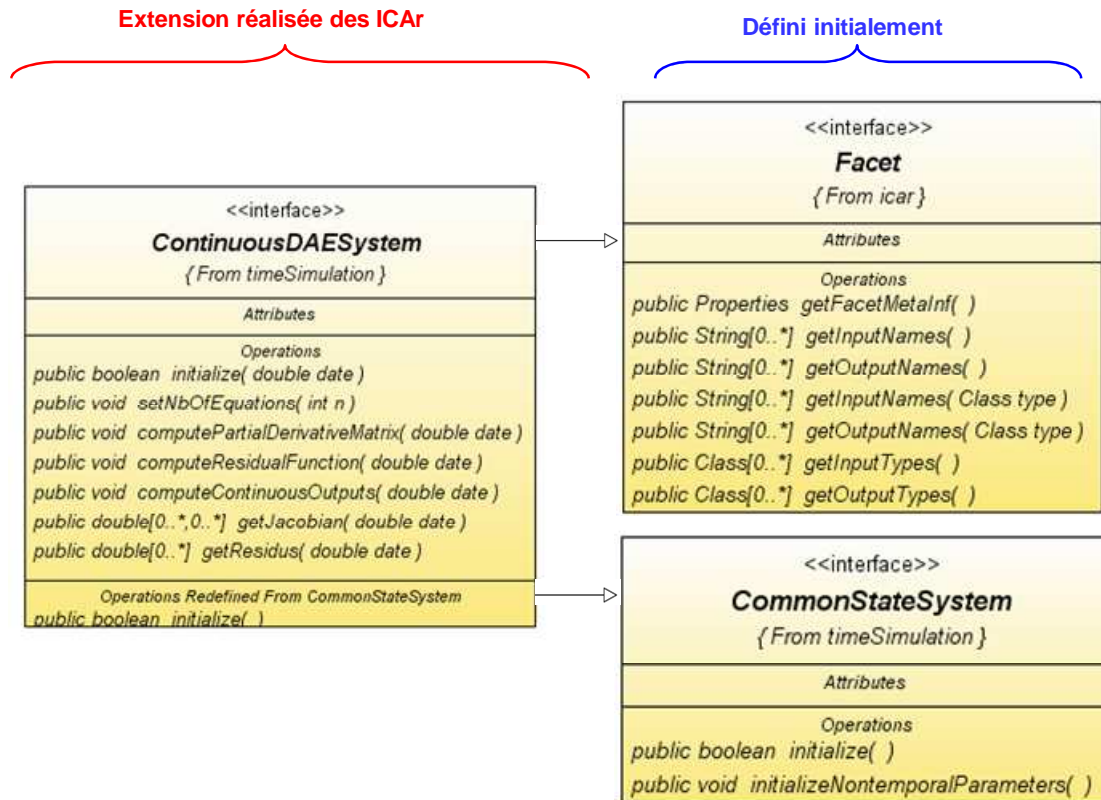 Extension réalisée des ICAr
Défini initialement
<<interface>>
ContinuousDAESystem
{ From timeSimulation }
Attributes
Operations
public boolean initialize( double date )
public void setNbOfEquations( int n )
public void computePartialDerivativeMatrix( double date )
public void computeResidualFunction( double date )
public void computeContinuousOutputs( double date )
public double[0..*,0..*] getJacobian( double date )
public double[0..*] getResidus( double date )
Operations Redefined From CommonStateSystem
public boolean initialize( )
<<interface>>
Facet
{ From icar }
Attributes
Operations
public Properties getFacetMetaInf( )
public String[0..*] getInputNames( )
public String[0..*] getOutputNames( )
public String[0..*] getInputNames( Class type )
public String[0..*] getOutputNames( Class type )
public Class[0..*] getInputTypes( )
public Class[0..*] getOutputTypes( )
<<interface>>
CommonStateSystem
{ From timeSimulation }
Attributes
Operations
public boolean initialize( )
public void initializeNontemporalParameters( )